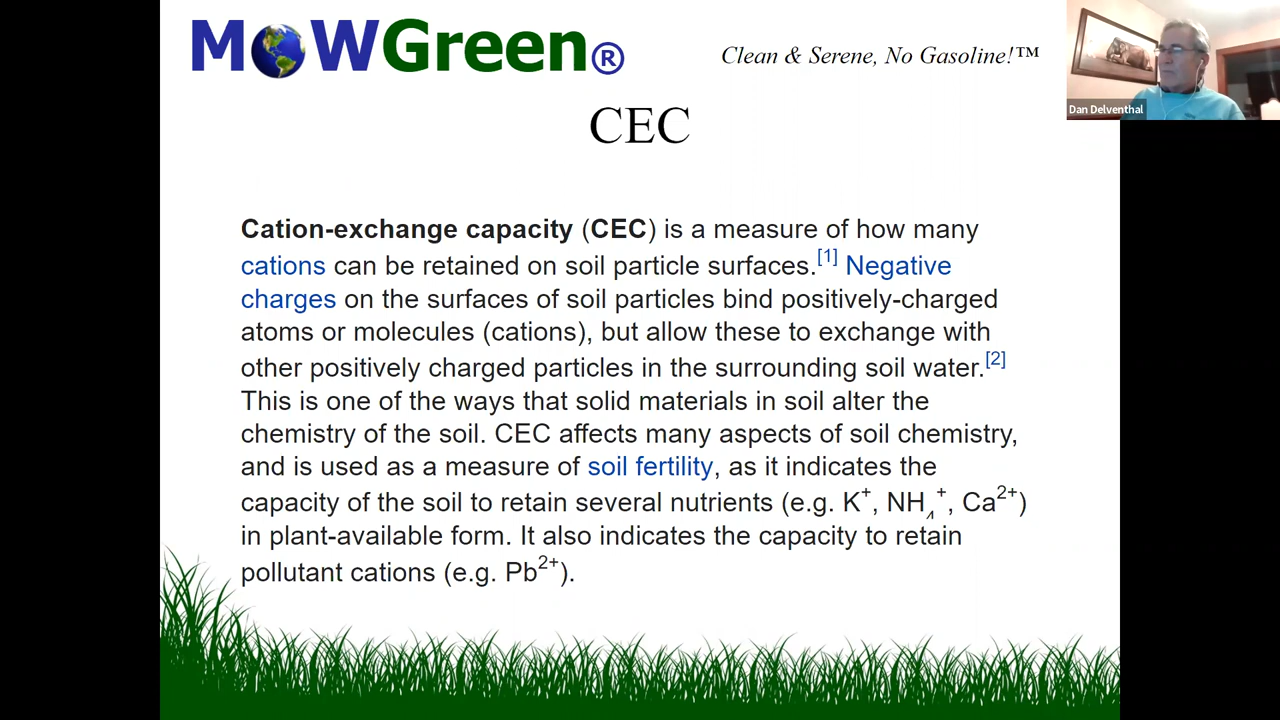 MOWGreen®
Clean & Serene, No Gasoline!™
Dan Delventhal
CEC
Cation-exchange capacity (CEC) is a measure of how many
cations can be retained on soil particle surfaces.[1] Negative
charges on the surfaces of soil particles bind positively-charged
atoms or molecules (cations), but allow these to exchange with
other positively charged particles in the surrounding soil water.[2]
This is one of the ways that solid materials in soil alter the
chemistry of the soil. CEC affects many aspects of soil chemistry,
and is used as a measure of soil fertility, as it indicates the
capacity of the soil to retain several nutrients (e.g. K⁺, NH₄⁺, Ca²⁺)
in plant-available form. It also indicates the capacity to retain
pollutant cations (e.g. Pb²⁺).